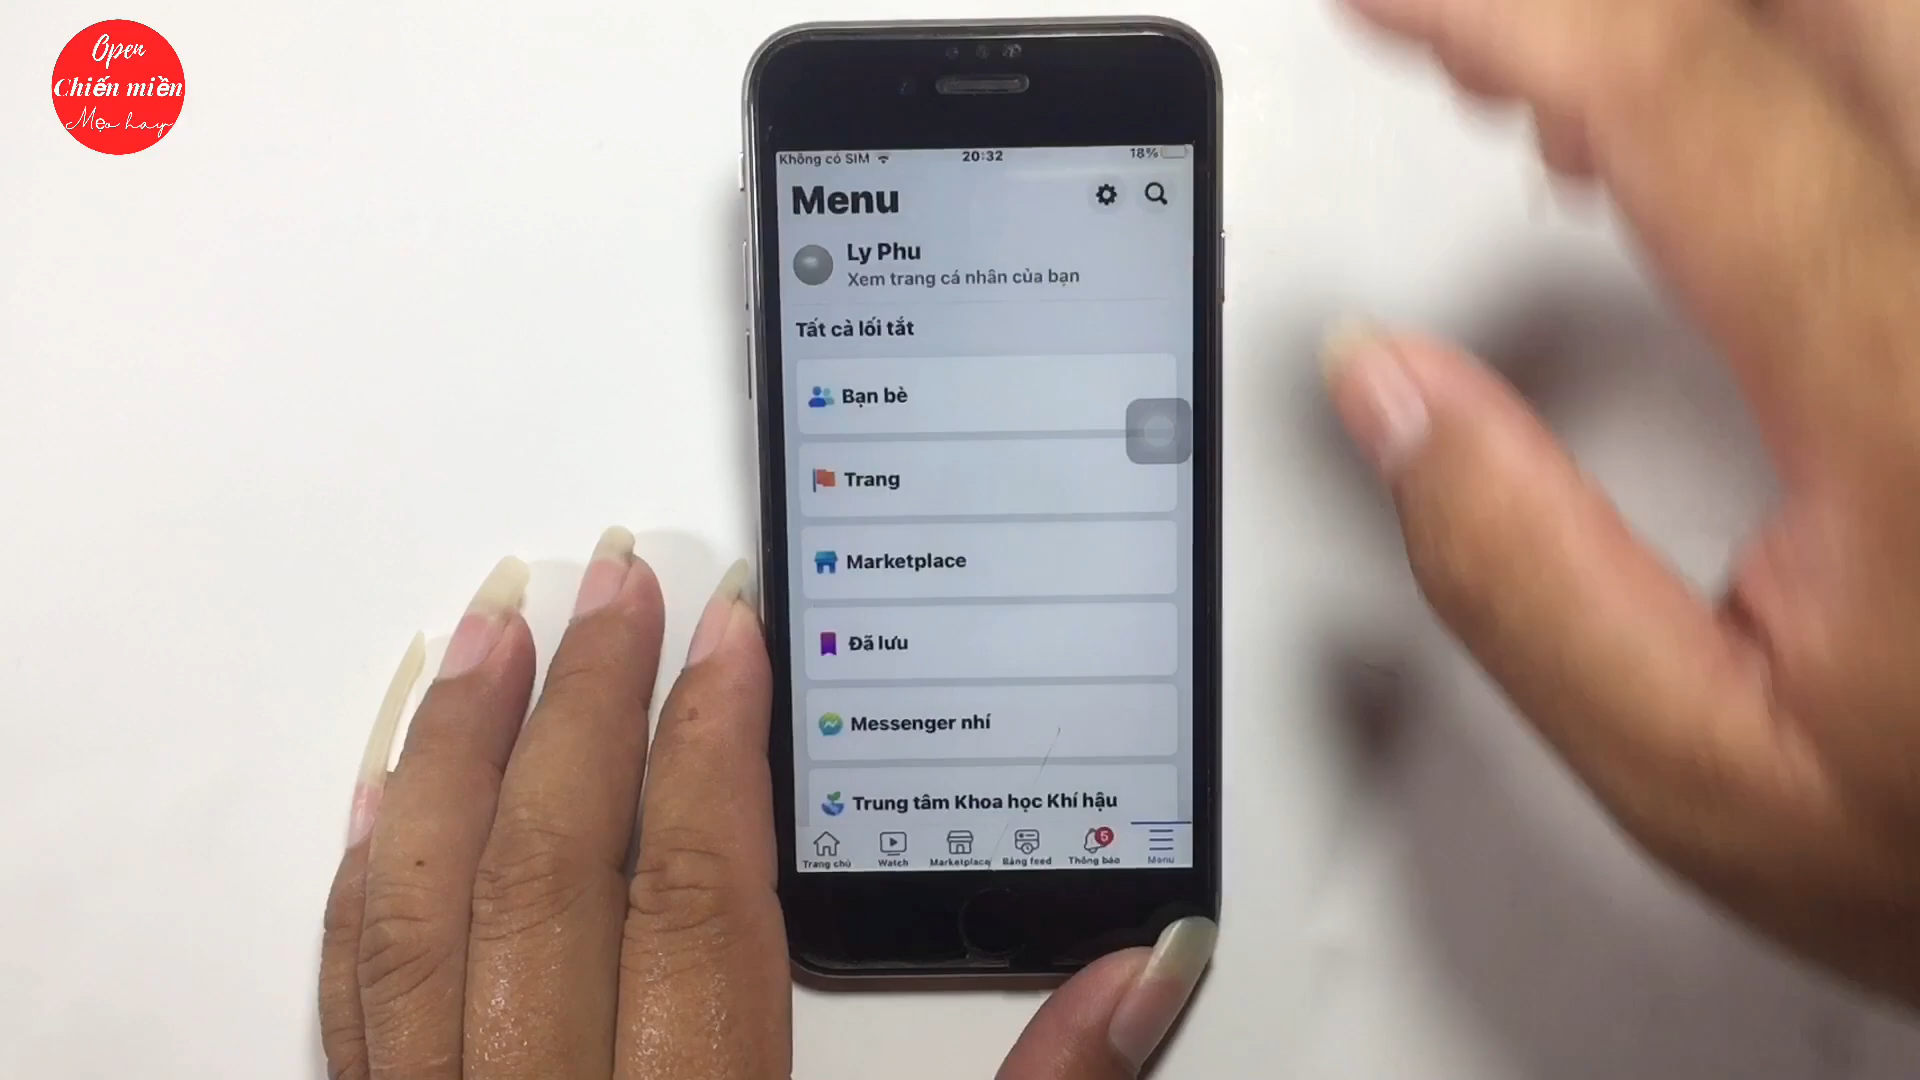 Open
Chiến miền
Mẹo hay
Không có SIM
20:32
18%
Menu
Ly Phu
Xem trang cá nhân của bạn
Tất cả lối tắt
Bạn bè
Trang
Marketplace
Đã lưu
Messenger nhí
Trung tâm Khoa học Khí hậu
5
Trang chủ
Watch
Marketplace
Bảng feed
Thông báo
Menu